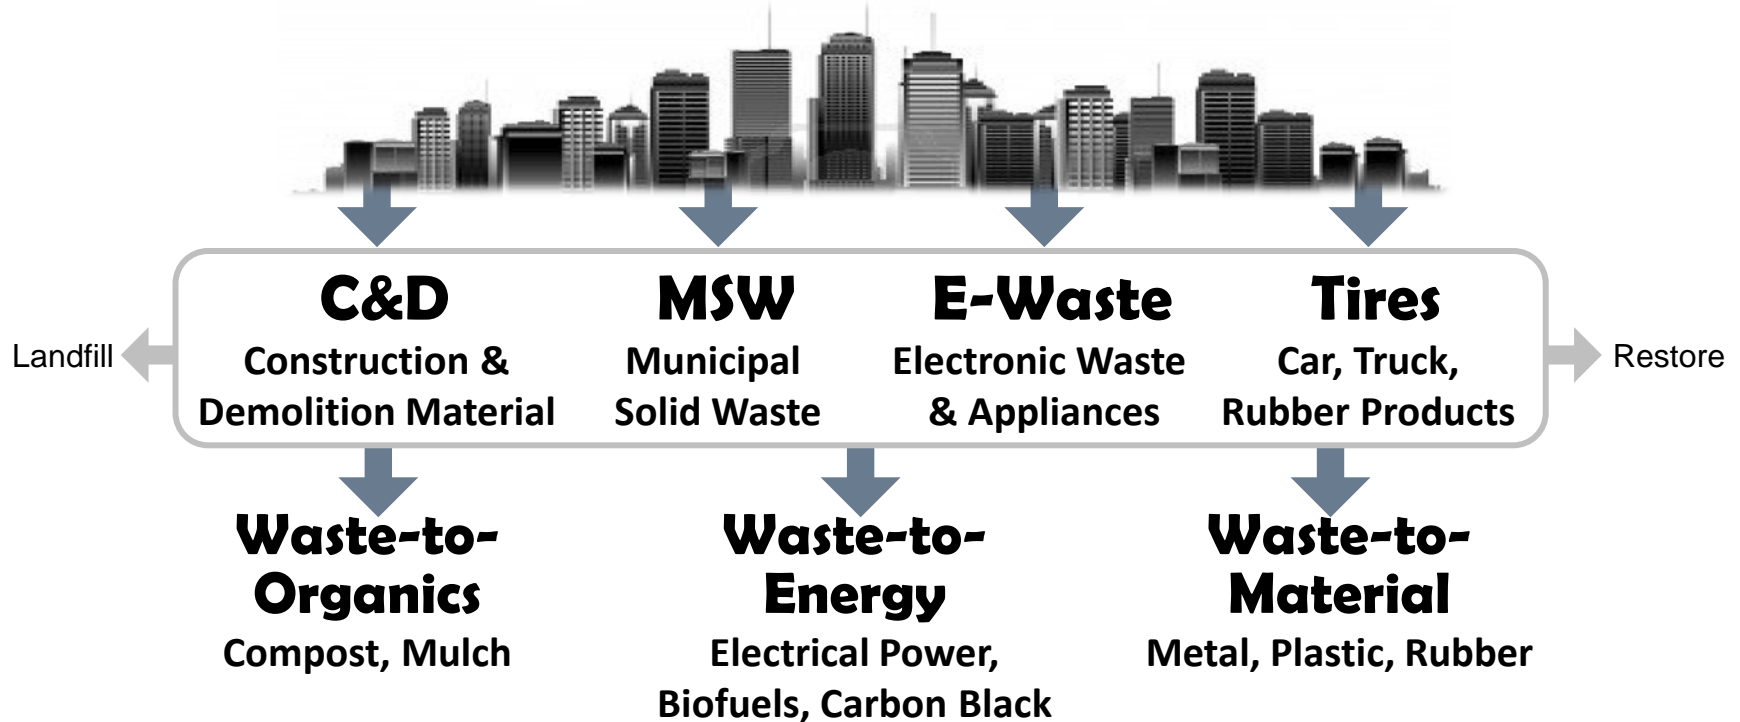 C&D
Construction &
Demolition Material
MSW
Municipal
Solid Waste
E-Waste
Electronic Waste
& Appliances
Tires
Car, Truck,
Rubber Products
Landfill
Restore
Waste-to-
Organics
Compost, Mulch
Waste-to-
Energy
Electrical Power,
Biofuels, Carbon Black
Waste-to-
Material
Metal, Plastic, Rubber